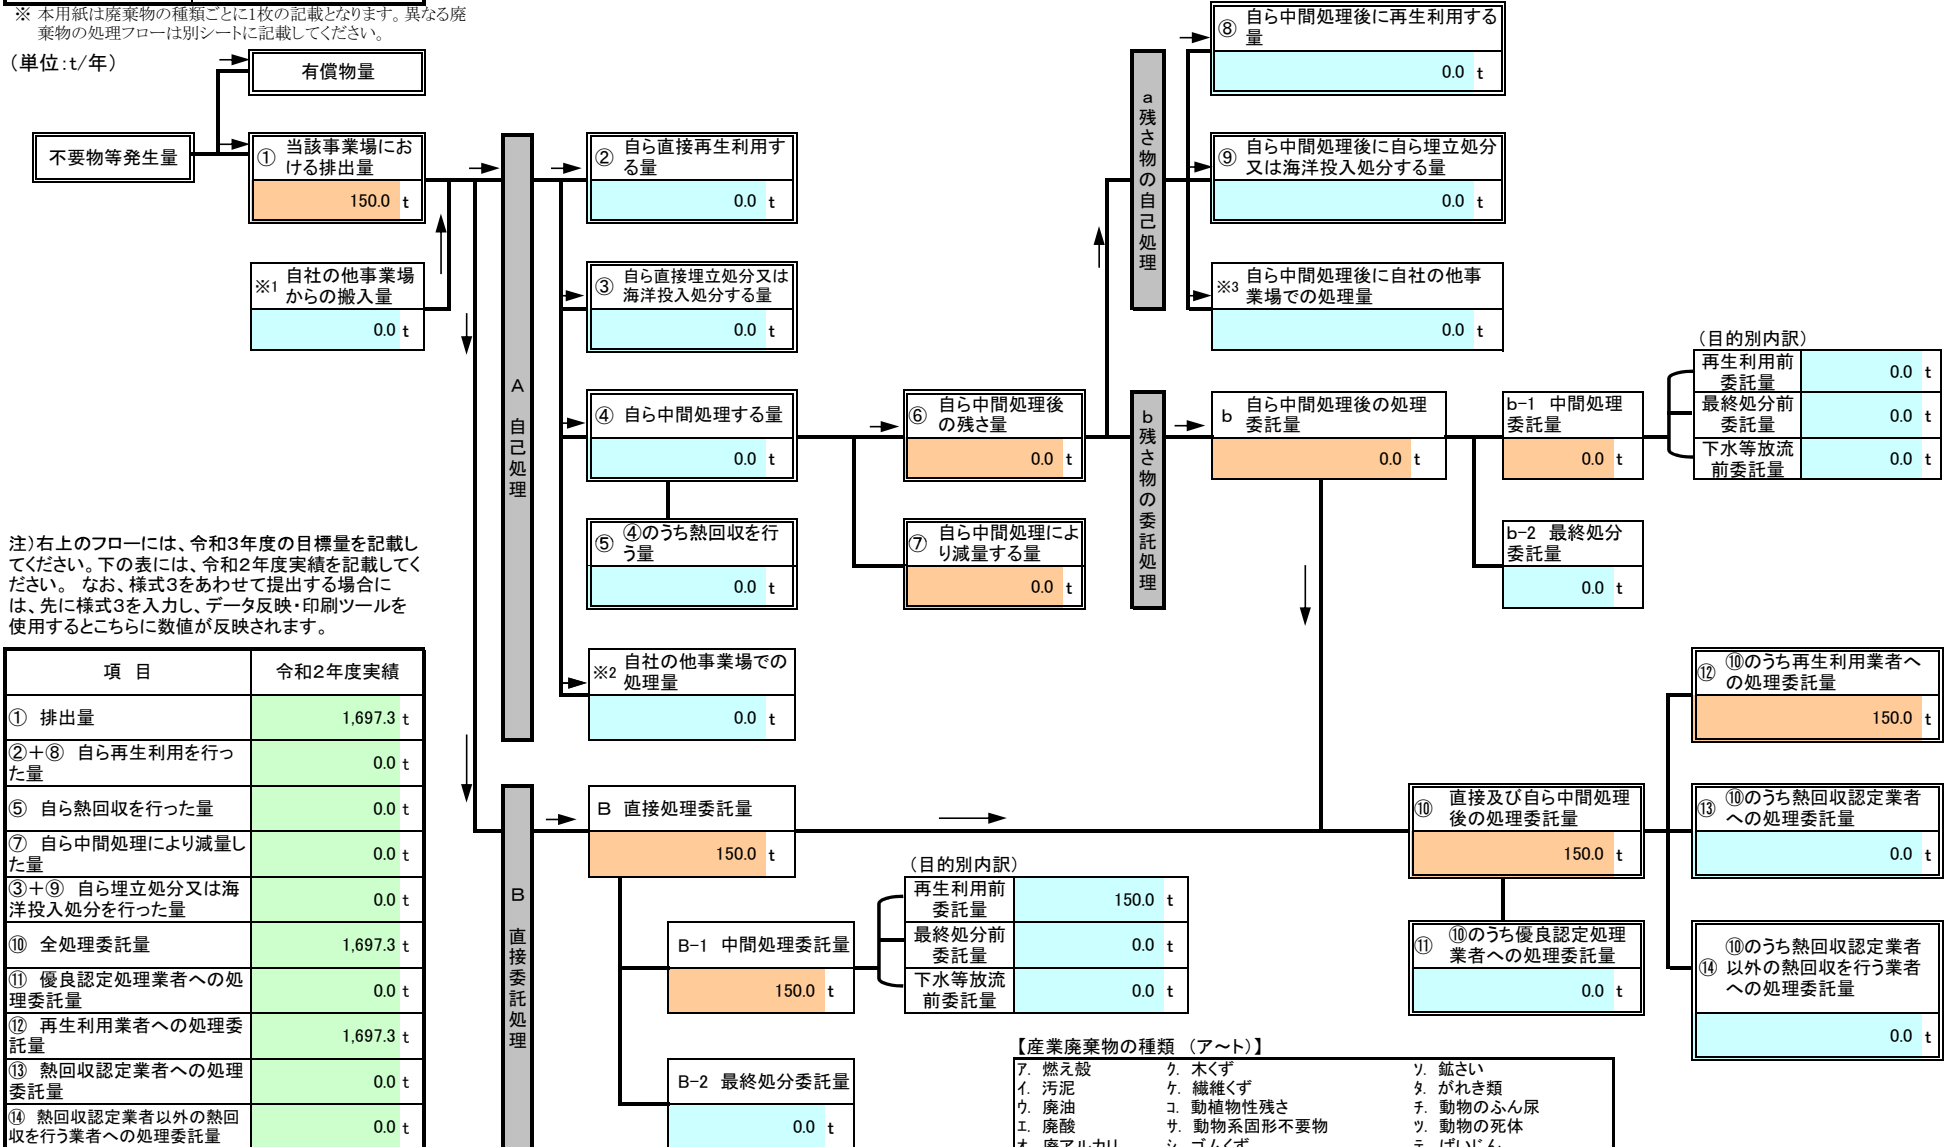 ※ 本用紙は廃棄物の種類ごとに1枚の記載となります。異なる廃
棄物の処理フローは別シートに記載してください。
（単位：t/年）
有償物量
不要物等発生量
① 当該事業場にお
ける排出量
150.0 t
※1 自社の他事業場
からの搬入量
0.0 t
A 自己処理
② 自ら直接再生利用す
る量
0.0 t
③ 自ら直接埋立処分又は
海洋投入処分する量
0.0 t
④ 自ら中間処理する量
0.0 t
⑤ ④のうち熱回収を行
う量
0.0 t
※2 自社の他事業場での
処理量
0.0 t
⑥ 自ら中間処理後
の残さ量
0.0 t
⑦ 自ら中間処理によ
り減量する量
0.0 t
a 残さ物の自己処理
⑧ 自ら中間処理後に再生利用する
量
0.0 t
⑨ 自ら中間処理後に自ら埋立処分
又は海洋投入処分する量
0.0 t
※3 自ら中間処理後に自社の他事
業場での処理量
0.0 t
b 残さ物の委託処理
b 自ら中間処理後の処理
委託量
0.0 t
b-1 中間処理
委託量
0.0 t
b-2 最終処分
委託量
0.0 t
（目的別内訳）
再生利用前
委託量
0.0 t
最終処分前
委託量
0.0 t
下水等放流
前委託量
0.0 t
注）右上のフローには、令和３年度の目標量を記載し
てください。下の表には、令和２年度実績を記載してく
ださい。 なお、様式３をあわせて提出する場合に
は、先に様式３を入力し、データ反映・印刷ツールを
使用するとこちらに数値が反映されます。
項 目 令和２年度実績
① 排出量 1,697.3 t
②＋⑧ 自ら再生利用を行っ
た量 0.0 t
⑤ 自ら熱回収を行った量 0.0 t
⑦ 自ら中間処理により減量し
た量 0.0 t
③＋⑨ 自ら埋立処分又は海
洋投入処分を行った量 0.0 t
⑩ 全処理委託量 1,697.3 t
⑪ 優良認定処理業者への処
理委託量 0.0 t
⑫ 再生利用業者への処理委
託量 1,697.3 t
⑬ 熱回収認定業者への処理
委託量 0.0 t
⑭ 熱回収認定業者以外の熱回
収を行う業者への処理委託量 0.0 t
B 直接委託処理
B 直接処理委託量
150.0 t
B-1 中間処理委託量
150.0 t
B-2 最終処分委託量
0.0 t
（目的別内訳）
再生利用前
委託量
150.0 t
最終処分前
委託量
0.0 t
下水等放流
前委託量
0.0 t
⑩ 直接及び自ら中間処理
後の処理委託量
150.0 t
⑪ ⑩のうち優良認定処理
業者への処理委託量
0.0 t
⑫ ⑩のうち再生利用業者へ
の処理委託量
150.0 t
⑬ ⑩のうち熱回収認定業者
への処理委託量
0.0 t
⑭ ⑩のうち熱回収認定業者
以外の熱回収を行う業者
への処理委託量
0.0 t
【産業廃棄物の種類 （ア～ト）】
ア. 燃え殻 ク. 木くず ソ. 鉱さい
イ. 汚泥 ケ. 繊維くず タ. がれき類
ウ. 廃油 コ. 動植物性残さ チ. 動物のふん尿
エ. 廃酸 サ. 動物系固形不要物 ツ. 動物の死体
オ. 廃アルカリ シ. ゴムくず テ. ばいじん